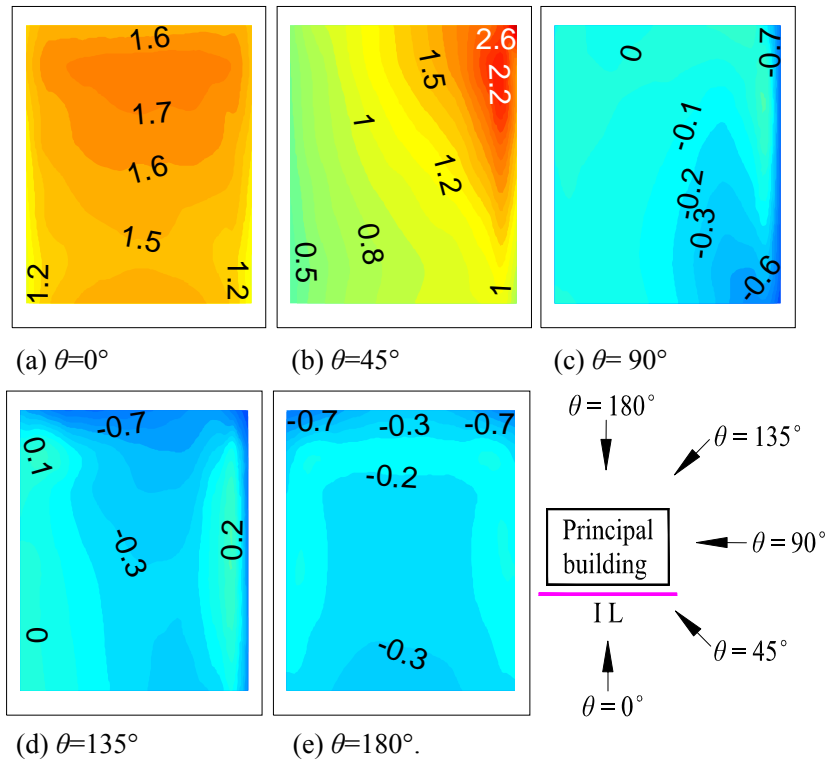 1.6
1.7
1.6
1.5
1.2
1.2
(a) θ=0°
2.6
2.2
1.5
1
1.2
0.8
0.5
1
(b) θ=45°
0
-0.7
-0.1
-0.2
-0.3
-0.6
(c) θ= 90°
-0.7
0.1
-0.3
0.2
0
(d) θ=135°
-0.7
-0.3
-0.7
-0.2
-0.3
(e) θ=180°.
θ = 180°
θ = 135°
Principal
building
θ = 90°
I L
θ = 45°
θ = 0°